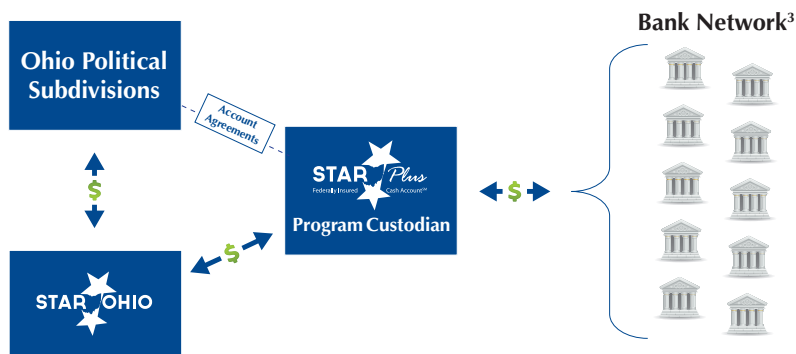 Bank Network³
Ohio Political
Subdivisions
Account
Agreements
STAR Plus
Federally Insured Cash Account℠
Program Custodian
$
$
$
STAR OHIO